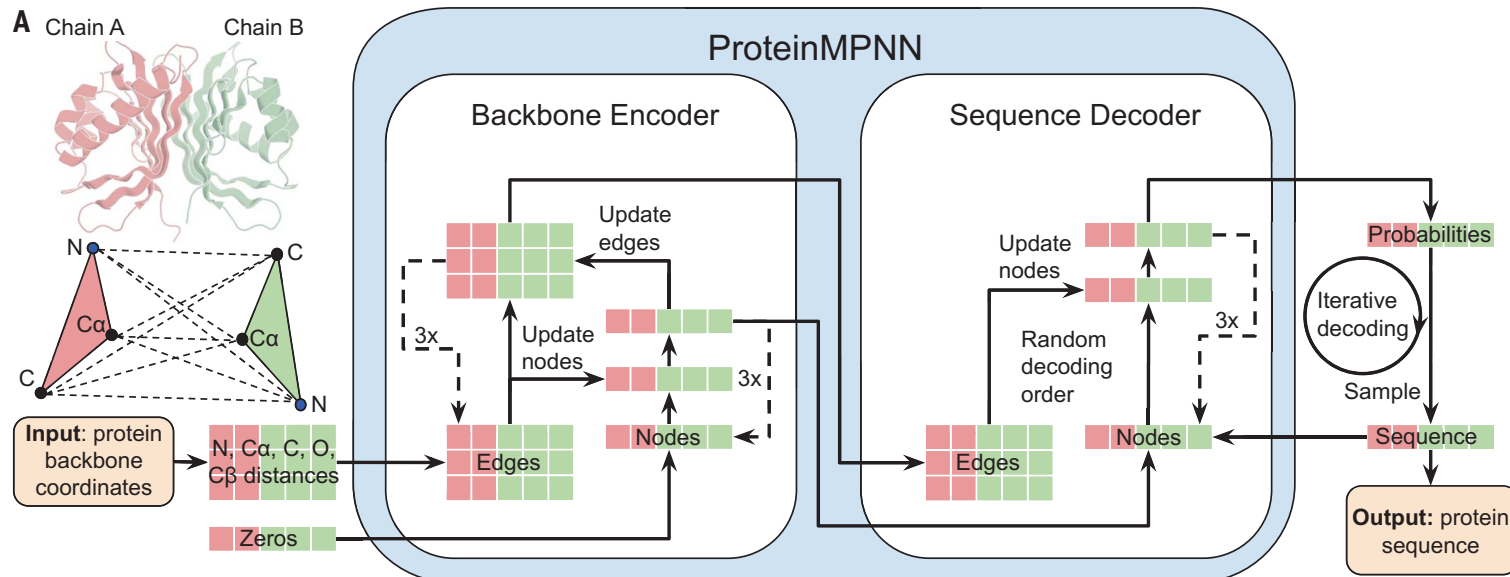 A
Chain A
Chain B
ProteinMPNN
Backbone Encoder
Sequence Decoder
N
C
Cα
Cα
C
N
Input: protein
backbone
coordinates
N, Cα, C, O,
Cβ distances
Zeros
Update
edges
3x
Update
nodes
3x
Edges
Nodes
Update
nodes
Random
decoding
order
3x
Edges
Nodes
Probabilities
Iterative
decoding
Sample
Sequence
Output: protein
sequence